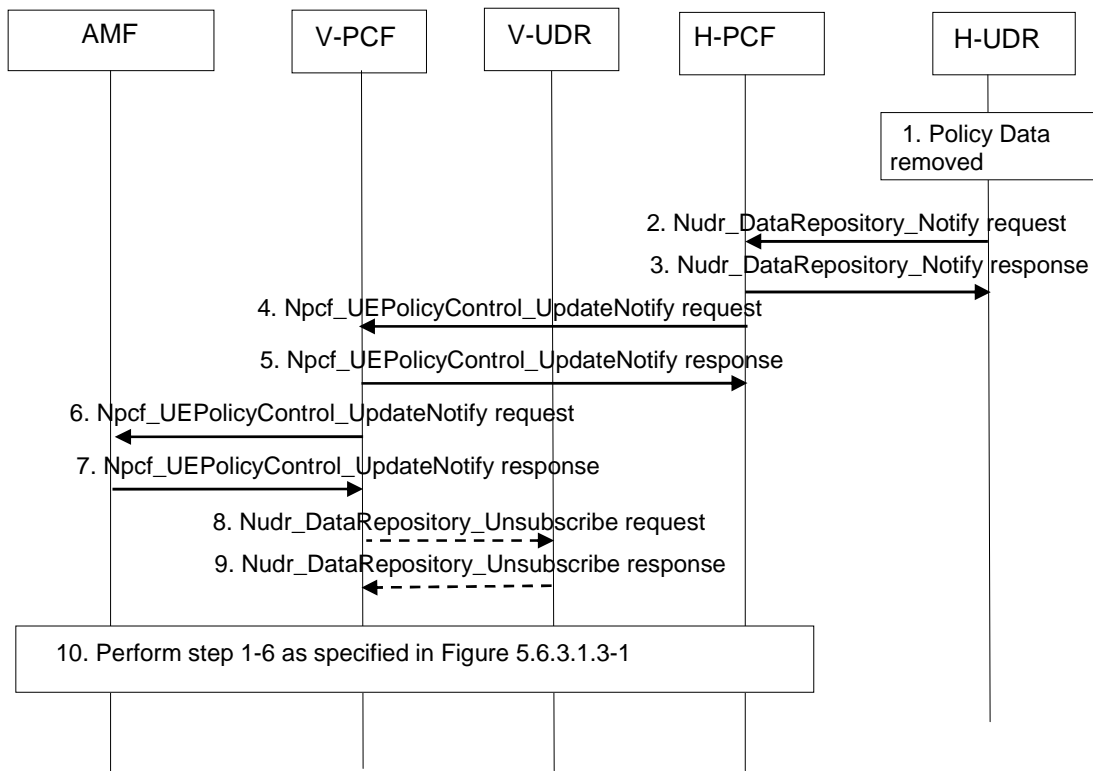 AMF
V-PCF
V-UDR
H-PCF
H-UDR
1. Policy Data
removed
2. Nudr_DataRepository_Notify request
3. Nudr_DataRepository_Notify response
4. Npcf_UEPolicyControl_UpdateNotify request
5. Npcf_UEPolicyControl_UpdateNotify response
6. Npcf_UEPolicyControl_UpdateNotify request
7. Npcf_UEPolicyControl_UpdateNotify response
8. Nudr_DataRepository_Unsubscribe request
9. Nudr_DataRepository_Unsubscribe response
10. Perform step 1-6 as specified in Figure 5.6.3.1.3-1